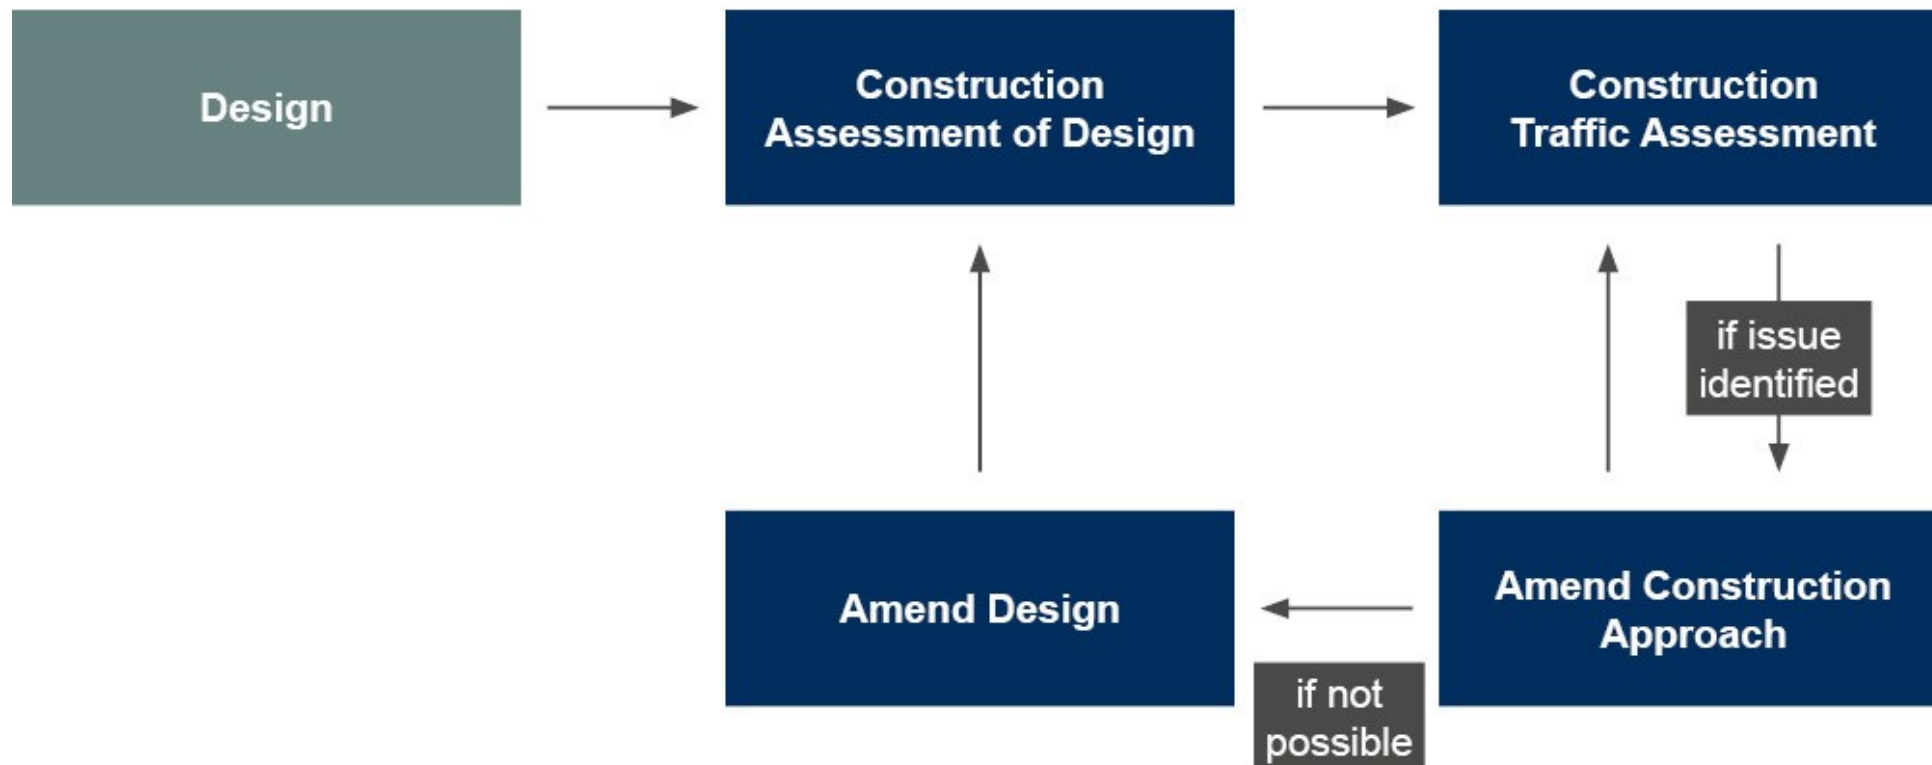 Design
Construction
Assessment of Design
Construction
Traffic Assessment
if issue
identified
Amend Design
Amend Construction
Approach
if not
possible